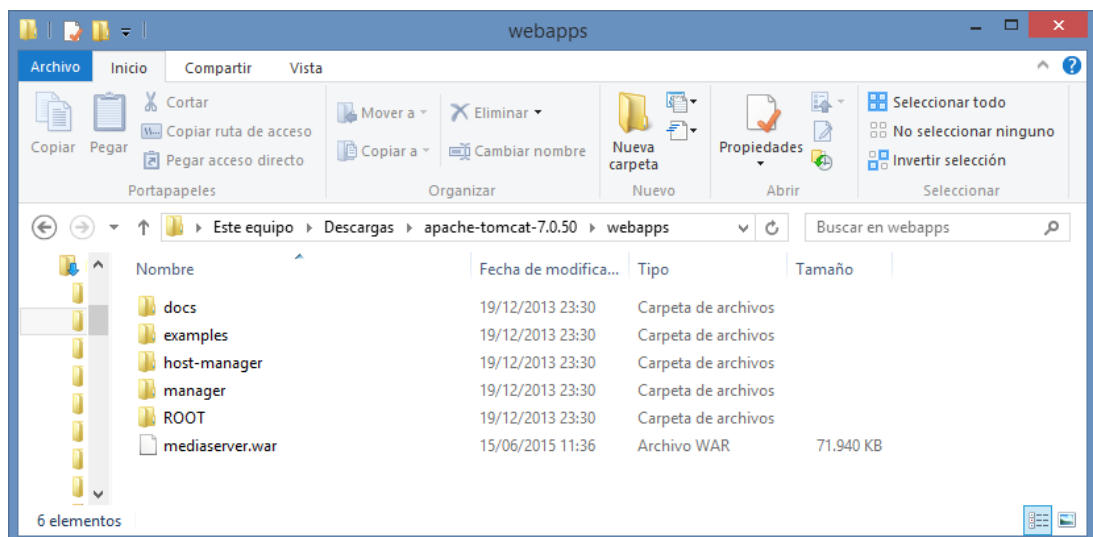 webapps
Archivo Inicio Compartir Vista
Copiar
Pegar
Cortar
Copiar ruta de acceso
Pegar acceso directo
Portapapeles
Mover a
Copiar a
Eliminar
Cambiar nombre
Organizar
Nueva
carpeta
Nuevo
Propiedades
Abrir
Seleccionar todo
No seleccionar ninguno
Invertir selección
Seleccionar
Este equipo Descargas apache-tomcat-7.0.50 webapps
Buscar en webapps
Nombre Fecha de modifica... Tipo Tamaño
docs 19/12/2013 23:30 Carpeta de archivos
examples 19/12/2013 23:30 Carpeta de archivos
host-manager 19/12/2013 23:30 Carpeta de archivos
manager 19/12/2013 23:30 Carpeta de archivos
ROOT 19/12/2013 23:30 Carpeta de archivos
mediaserver.war 15/06/2015 11:36 Archivo WAR 71.940 KB
6 elementos